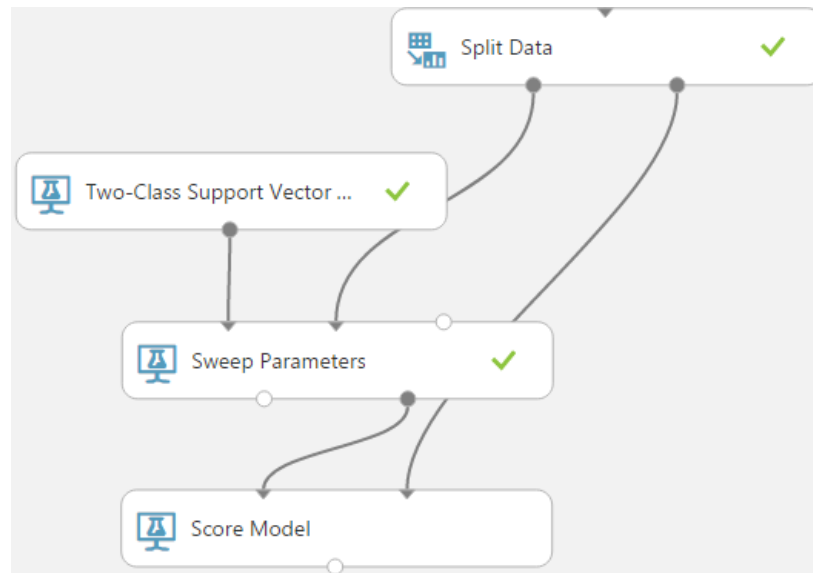 Split Data
Two-Class Support Vector ...
Sweep Parameters
Score Model